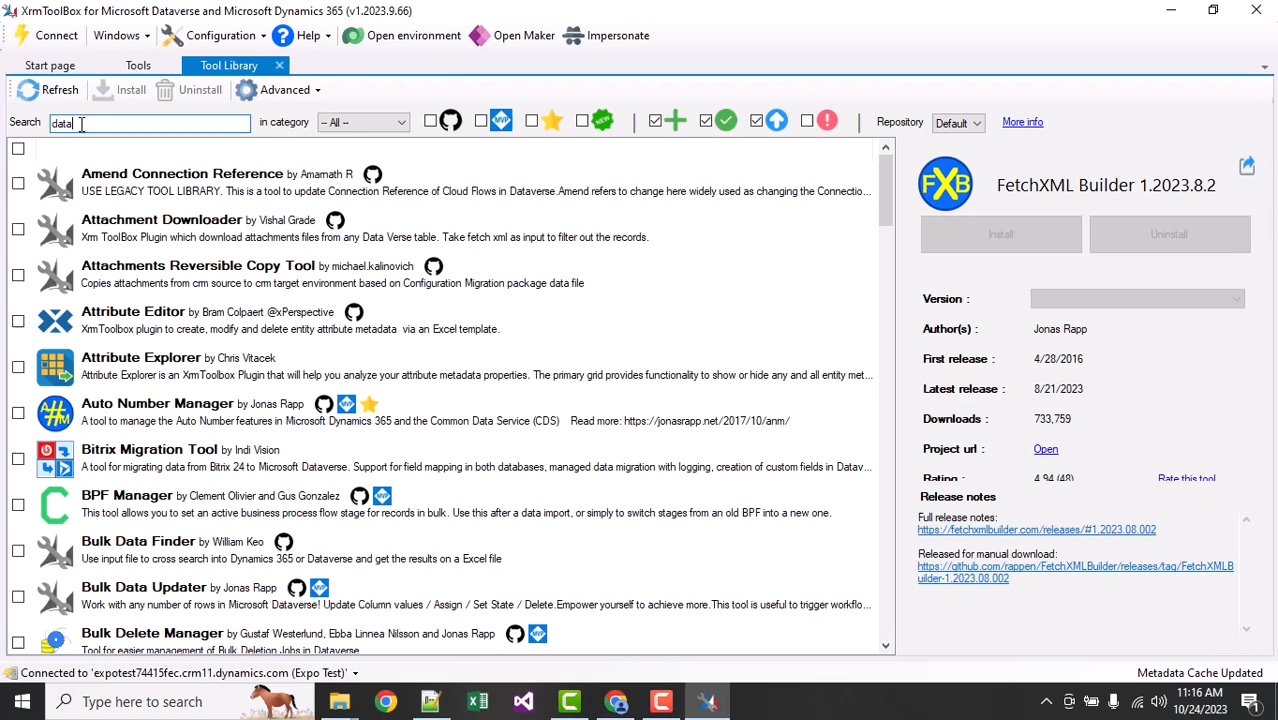 XrmToolBox for Microsoft Dataverse and Microsoft Dynamics 365 (v1.2023.9.66)
Connect Windows Configuration Help Open environment Open Maker Impersonate
Start page Tools Tool Library
Refresh Install Uninstall Advanced
Search data in category -- All -- MVP NEW Repository Default More info
Amend Connection Reference by Amarnath R
USE LEGACY TOOL LIBRARY. This is a tool to update Connection Reference of Cloud Flows in Dataverse.Amend refers to change here widely used as changing the Connectio...
Attachment Downloader by Vishal Grade
Xrm ToolBox Plugin which download attachments files from any Data Verse table. Take fetch xml as input to filter out the records.
Attachments Reversible Copy Tool by michael.kalinovich
Copies attachments from crm source to crm target environment based on Configuration Migration package data file
Attribute Editor by Bram Colpaert @xPerspective
XrmToolbox plugin to create, modify and delete entity attribute metadata via an Excel template.
Attribute Explorer by Chris Vitacek
Attribute Explorer is an XrmToolbox Plugin that will help you analyze your attribute metadata properties. The primary grid provides functionality to show or hide any and all entity met...
Auto Number Manager by Jonas Rapp MVP
A tool to manage the Auto Number features in Microsoft Dynamics 365 and the Common Data Service (CDS) Read more: https://jonasrapp.net/2017/10/anm/
Bitrix Migration Tool by Indi Vision
A tool for migrating data from Bitrix 24 to Microsoft Dataverse. Support for field mapping in both databases, managed data migration with logging, creation of custom fields in Datav...
BPF Manager by Clement Olivier and Gus Gonzalez MVP
This tool allows you to set an active business process flow stage for records in bulk. Use this after a data import, or simply to switch stages from an old BPF into a new one.
Bulk Data Finder by William Keo
Use input file to cross search into Dynamics 365 or Dataverse and get the results on a Excel file
Bulk Data Updater by Jonas Rapp MVP
Work with any number of rows in Microsoft Dataverse! Update Column values / Assign / Set State / Delete.Empower yourself to achieve more.This tool is useful to trigger workflo...
Bulk Delete Manager by Gustaf Westerlund, Ebba Linnea Nilsson and Jonas Rapp MVP
Tool for easier management of Bulk Deletion Jobs in Dataverse
FXB FetchXML Builder 1.2023.8.2
Install Uninstall
Version :
Author(s) : Jonas Rapp
First release : 4/28/2016
Latest release : 8/21/2023
Downloads : 733,759
Project url : Open
Rating : 4.94 (48) Rate this tool
Release notes
Full release notes:
https://fetchxmlbuilder.com/releases/#1.2023.08.002
Released for manual download:
https://github.com/rappen/FetchXMLBuilder/releases/tag/FetchXMLB
uilder-1.2023.08.002
Connected to 'expotest74415fec.crm11.dynamics.com (Expo Test)' Metadata Cache Updated
Type here to search
11:16 AM
10/24/2023